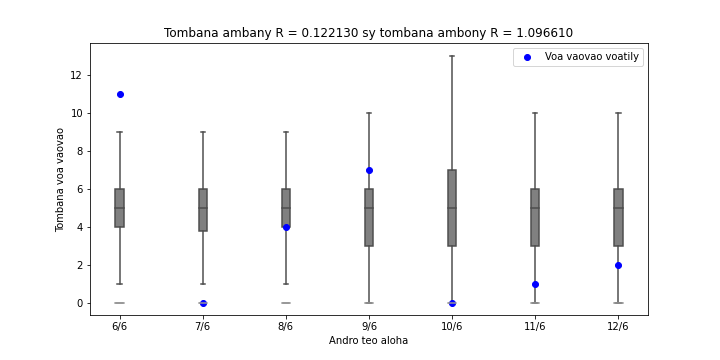 Tombana ambany R = 0.122130 sy tombana ambony R = 1.096610
Voa vaovao voatily
Tombana voa vaovao
12
10
8
6
4
2
0
6/6 7/6 8/6 9/6 10/6 11/6 12/6
Andro teo aloha